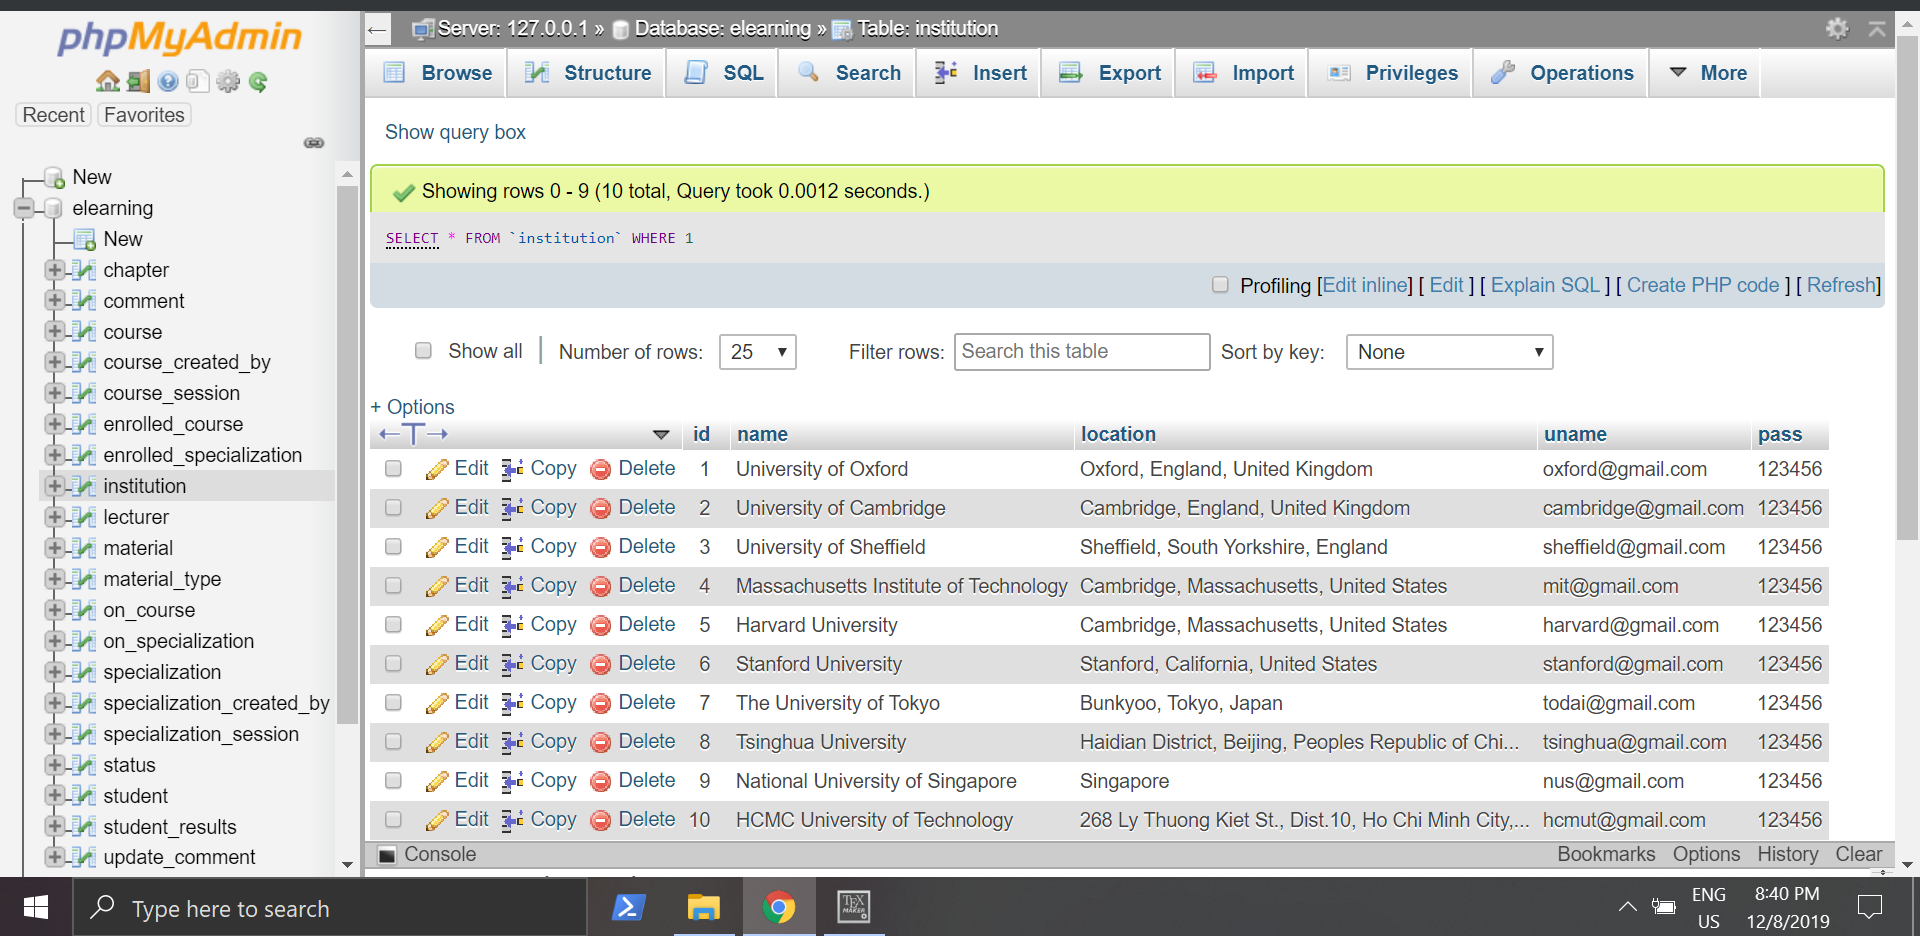 phpMyAdmin
Recent Favorites
New
elearning
New
chapter
comment
course
course_created_by
course_session
enrolled_course
enrolled_specialization
institution
lecturer
material
material_type
on_course
on_specialization
specialization
specialization_created_by
specialization_session
status
student
student_results
update_comment
Server: 127.0.0.1 » Database: elearning » Table: institution
Browse Structure SQL Search Insert Export Import Privileges Operations More
Show query box
Showing rows 0 - 9 (10 total, Query took 0.0012 seconds.)
SELECT * FROM `institution` WHERE 1
Profiling [Edit inline] [ Edit ] [ Explain SQL ] [ Create PHP code ] [ Refresh]
Show all Number of rows: 25 Filter rows: Search this table Sort by key: None
+ Options
←T→ id name location uname pass
Edit Copy Delete 1 University of Oxford Oxford, England, United Kingdom oxford@gmail.com 123456
Edit Copy Delete 2 University of Cambridge Cambridge, England, United Kingdom cambridge@gmail.com 123456
Edit Copy Delete 3 University of Sheffield Sheffield, South Yorkshire, England sheffield@gmail.com 123456
Edit Copy Delete 4 Massachusetts Institute of Technology Cambridge, Massachusetts, United States mit@gmail.com 123456
Edit Copy Delete 5 Harvard University Cambridge, Massachusetts, United States harvard@gmail.com 123456
Edit Copy Delete 6 Stanford University Stanford, California, United States stanford@gmail.com 123456
Edit Copy Delete 7 The University of Tokyo Bunkyoo, Tokyo, Japan todai@gmail.com 123456
Edit Copy Delete 8 Tsinghua University Haidian District, Beijing, Peoples Republic of Chi... tsinghua@gmail.com 123456
Edit Copy Delete 9 National University of Singapore Singapore nus@gmail.com 123456
Edit Copy Delete 10 HCMC University of Technology 268 Ly Thuong Kiet St., Dist.10, Ho Chi Minh City,... hcmut@gmail.com 123456
Console Bookmarks Options History Clear
Type here to search
TEX MAKER
ENG
US
8:40 PM
12/8/2019